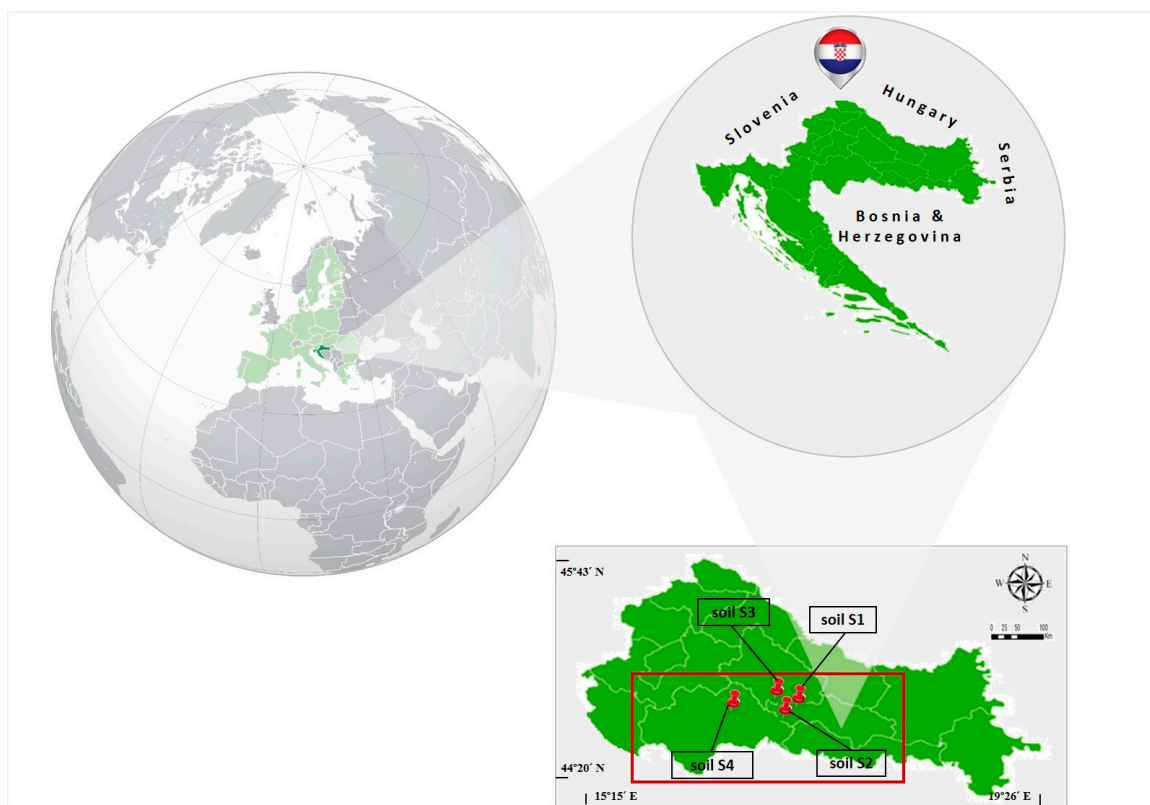 Slovenia
Hungary
Serbia
Bosnia &
Herzegovina
45°43′ N
N
W E
S
soil S3
soil S1
0 25 50 100
Km
soil S4
soil S2
44°20′ N
15°15′ E
19°26′ E